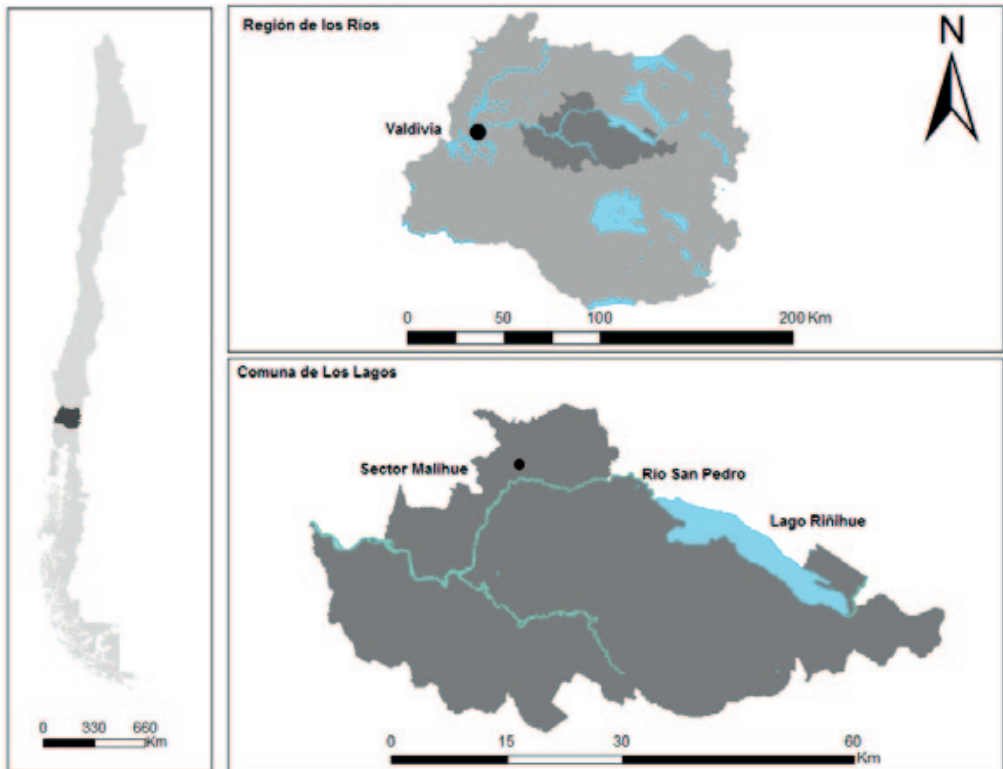 Región de los Ríos
N
Valdivia
0 50 100 200 Km
Comuna de Los Lagos
Sector Malihue
Río San Pedro
Lago Riñihue
0 330 660
Km
0 15 30 60
Km